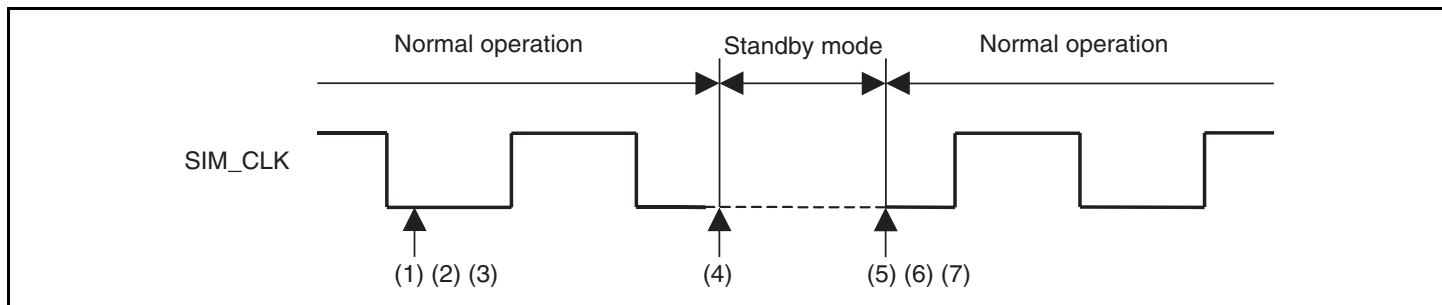 Normal operation
Standby mode
Normal operation
SIM_CLK
(1) (2) (3)
(4)
(5) (6) (7)